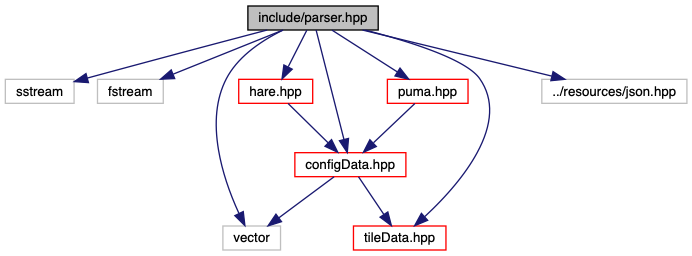 include/parser.hpp
sstream
fstream
hare.hpp
puma.hpp
../resources/json.hpp
configData.hpp
vector
tileData.hpp